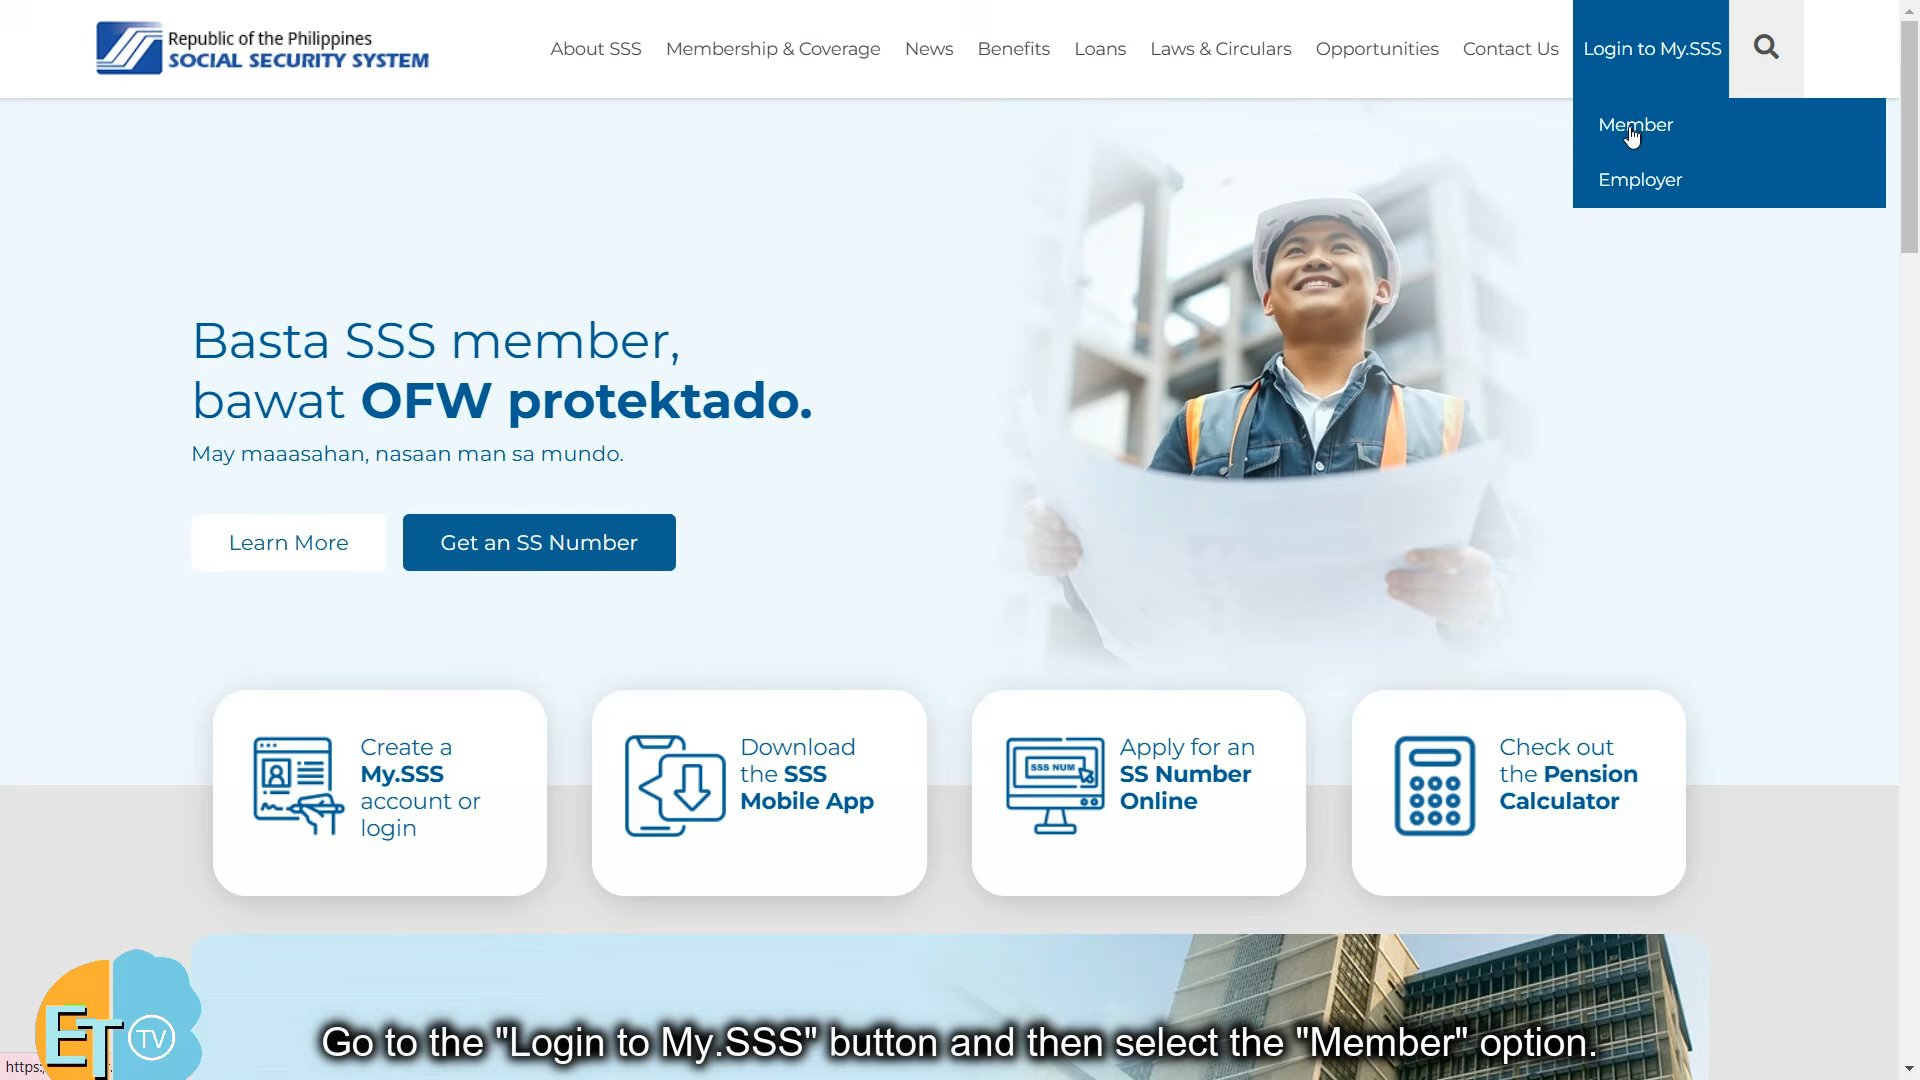 Republic of the Philippines
SOCIAL SECURITY SYSTEM
About SSS
Membership & Coverage
News
Benefits
Loans
Laws & Circulars
Opportunities
Contact Us
Login to My.SSS
Member
Employer
Basta SSS member,
bawat OFW protektado.
May maaasahan, nasaan man sa mundo.
Learn More
Get an SS Number
Create a
My.SSS
account or
login
Download
the SSS
Mobile App
SSS NUM
Apply for an
SS Number
Online
Check out
the Pension
Calculator
ET TV
Go to the "Login to My.SSS" button and then select the "Member" option.
https: